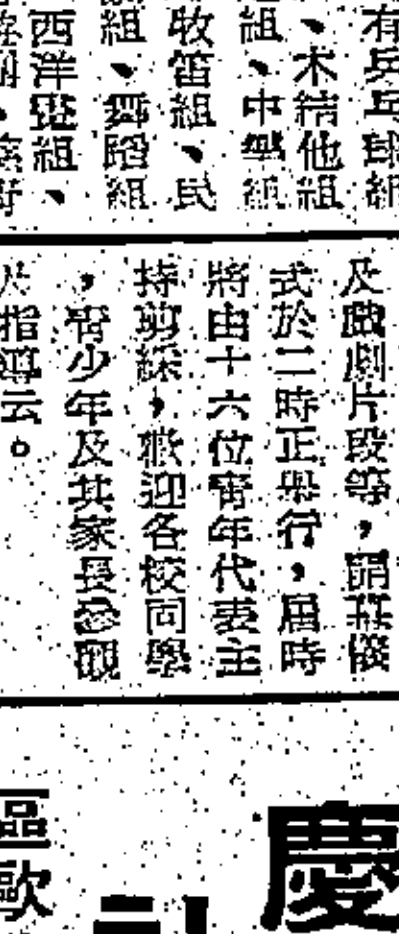 有乒乓球組
、木結他組
組、中樂組
牧笛組、民
組、舞蹈組
西洋畫組、
及戲劇片段等，開幕儀
式於二時正舉行，屆時
將由十六位青年代表主
持剪綵，歡迎各校同學
，青少年及其家長參觀
指導云。
慶
區歌